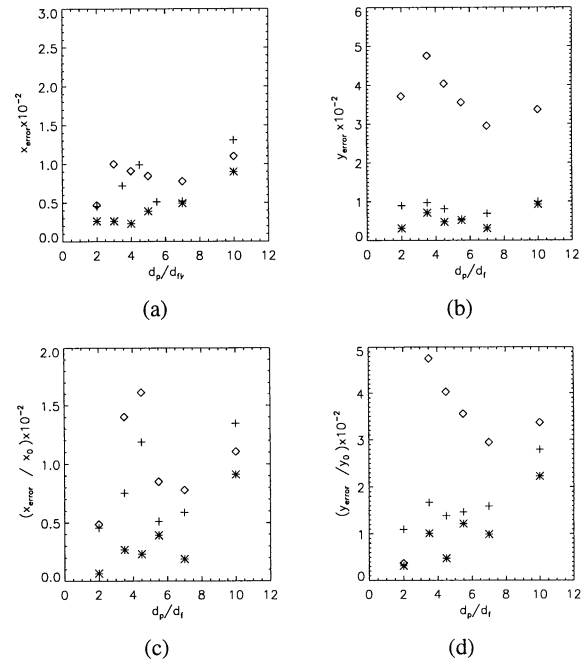 3.0
2.5
2.0
1.5
1.0
0.5
0.0
x_error x10^-2
0 2 4 6 8 10 12
d_p/d_fγ
(a)
6
5
4
3
2
1
0
y_error x10^-2
0 2 4 6 8 10 12
d_p/d_f
(b)
2.0
1.5
1.0
0.5
0.0
(x_error / x_0)x10^-2
0 2 4 6 8 10 12
d_p/d_f
(c)
5
4
3
2
1
0
(y_error / y_0)x10^-2
0 2 4 6 8 10 12
d_p/d_f
(d)